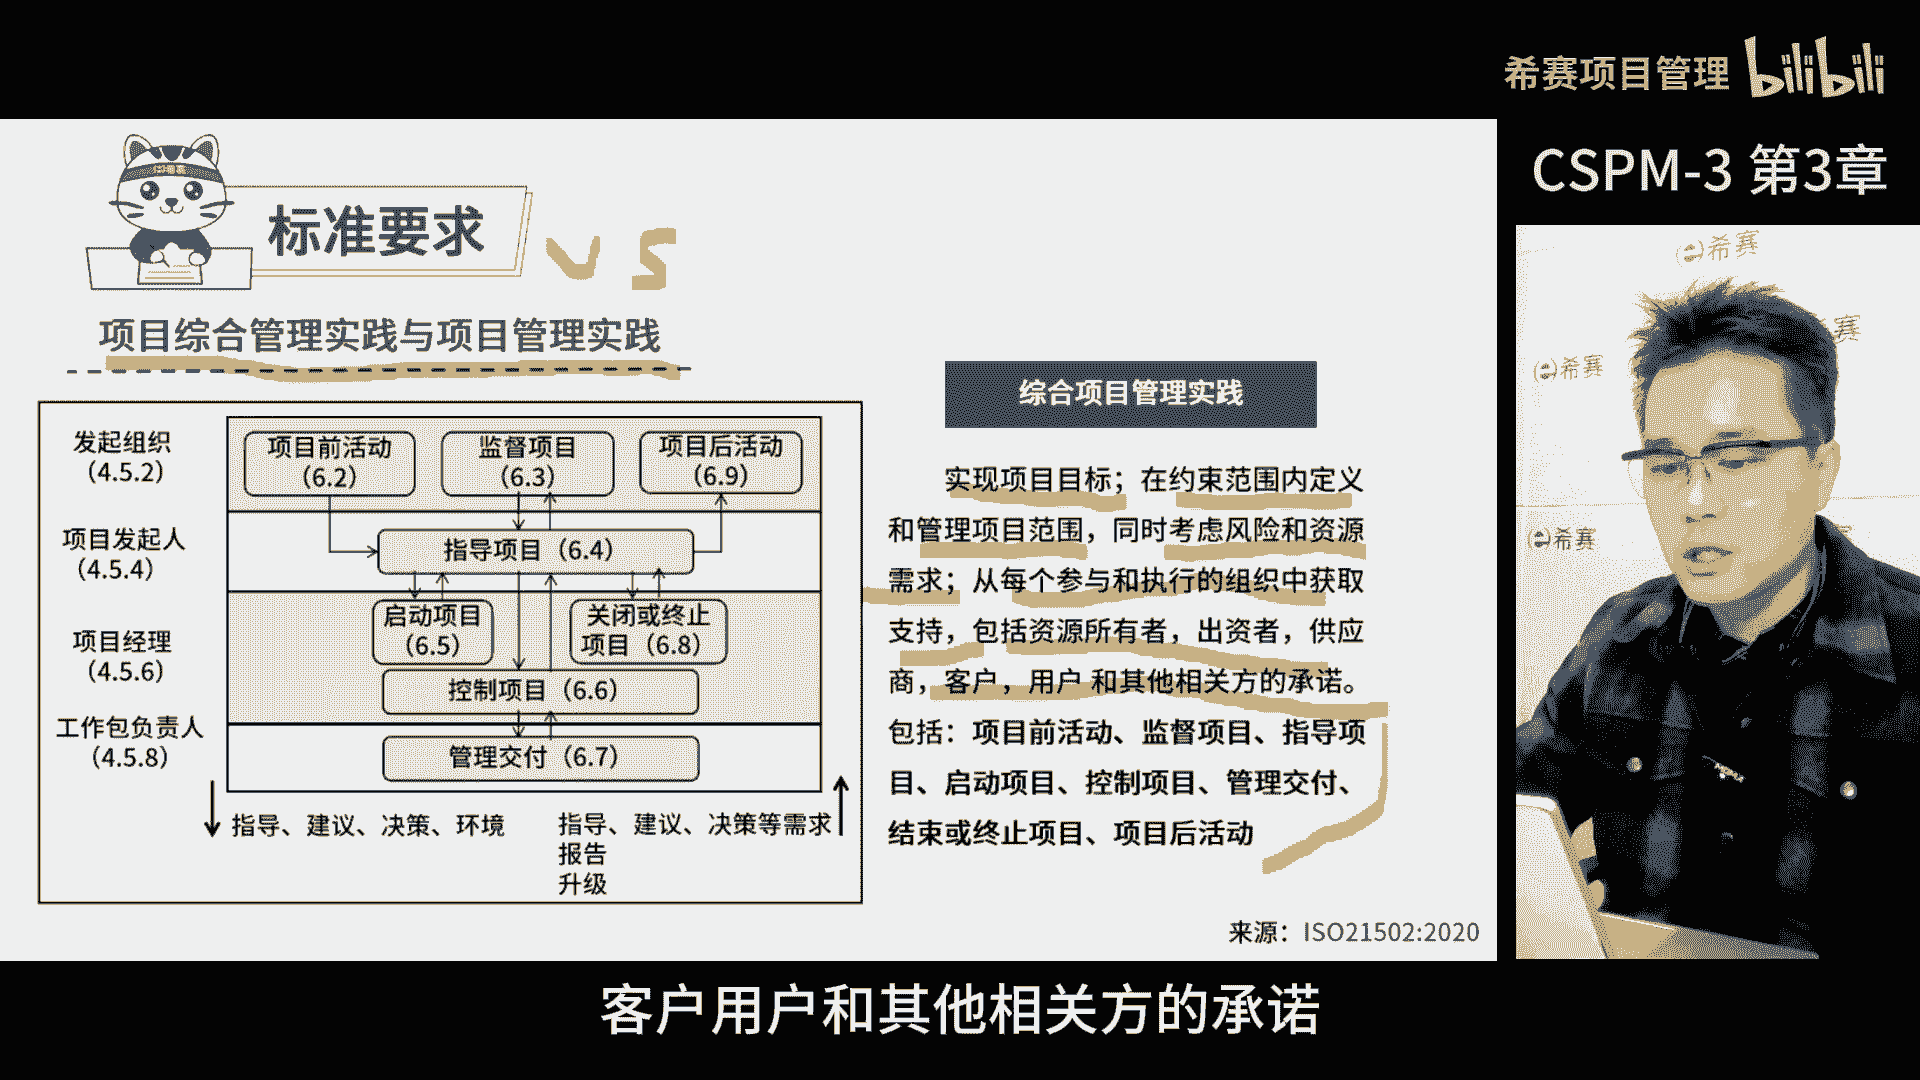 希赛项目管理 bilibili
CSPM-3 第3章
标准要求
VS
项目综合管理实践与项目管理实践
发起组织
（4.5.2）
项目发起人
（4.5.4）
项目经理
（4.5.6）
工作包负责人
（4.5.8）
项目前活动
（6.2）
监督项目
（6.3）
项目后活动
（6.9）
指导项目（6.4）
启动项目
（6.5）
关闭或终止
项目（6.8）
控制项目（6.6）
管理交付（6.7）
指导、建议、决策、环境
指导、建议、决策等需求
报告
升级
综合项目管理实践
实现项目目标；在约束范围内定义
和管理项目范围，同时考虑风险和资源
需求；从每个参与和执行的组织中获取
支持，包括资源所有者，出资者，供应
商，客户，用户 和其他相关方的承诺。
包括：项目前活动、监督项目、指导项
目、启动项目、控制项目、管理交付、
结束或终止项目、项目后活动
来源：ISO21502:2020
希赛
希赛
希赛
赛
客户用户和其他相关方的承诺